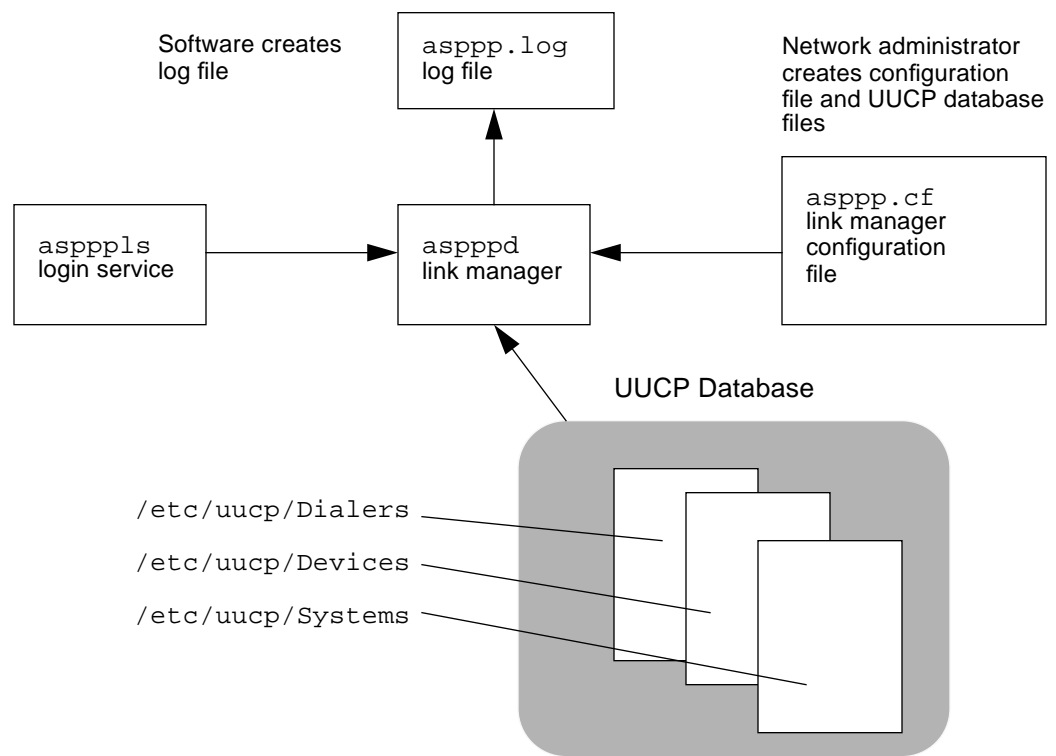 Software creates
log file
asppp.log
log file
Network administrator
creates configuration
file and UUCP database
files
aspppls
login service
aspppd
link manager
asppp.cf
link manager
configuration
file
UUCP Database
/etc/uucp/Dialers
/etc/uucp/Devices
/etc/uucp/Systems